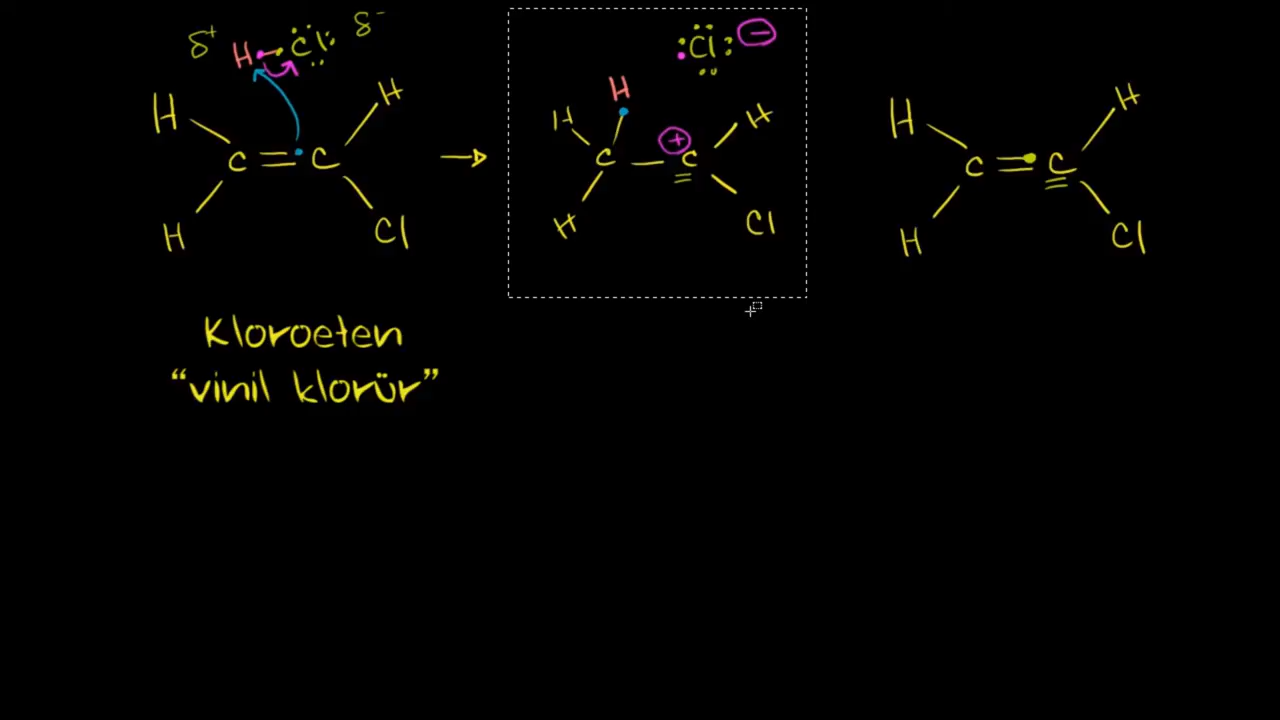 δ+ H Cl δ-
H H
C = C
H Cl
→
Cl −
H
H + H
C — C
H Cl
H H
C = C
H Cl
Kloroeten
“vinil klorür”